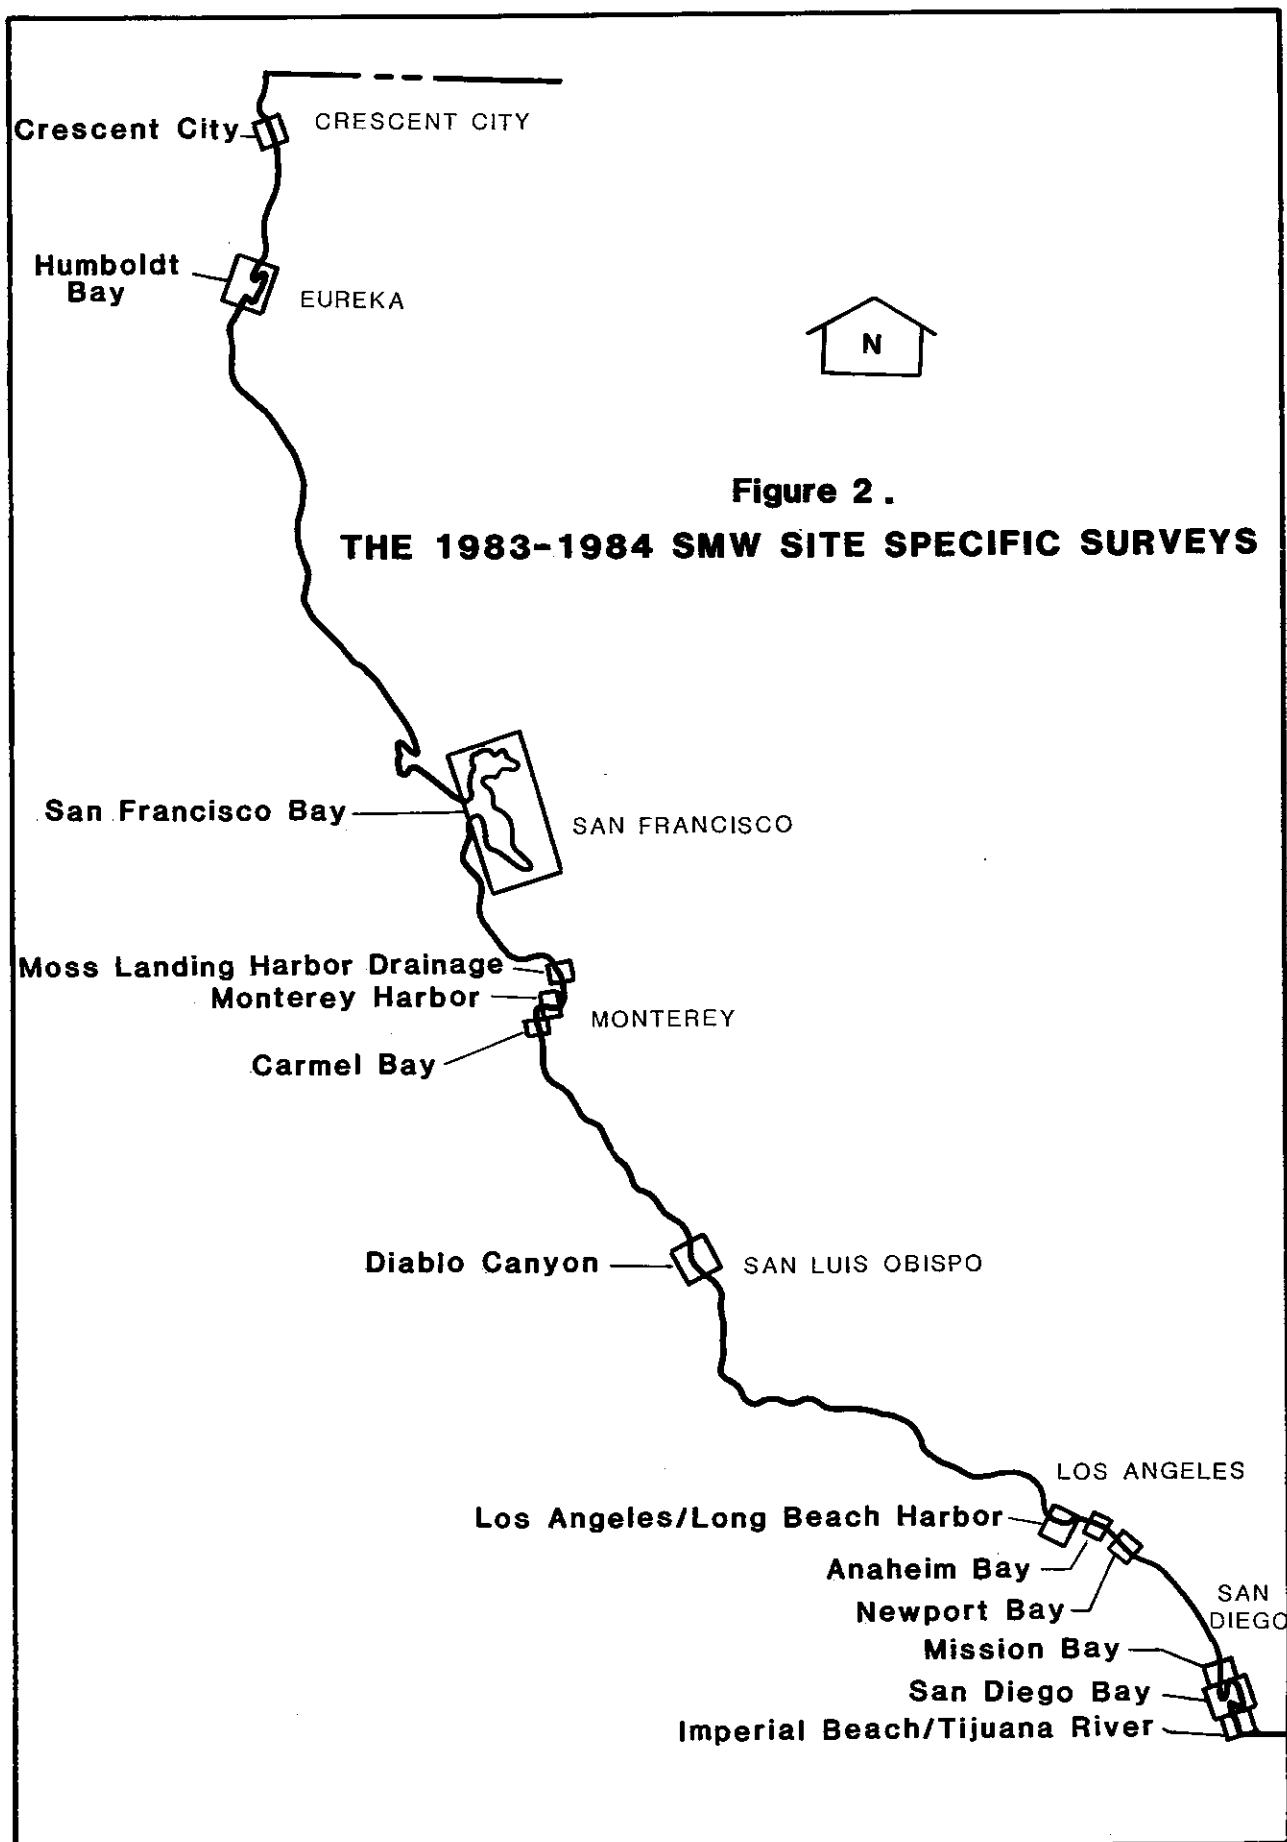 Crescent City
CRESCENT CITY
Humboldt
Bay
EUREKA
N
Figure 2 .
THE 1983-1984 SMW SITE SPECIFIC SURVEYS
San Francisco Bay
SAN FRANCISCO
Moss Landing Harbor Drainage
Monterey Harbor
MONTEREY
Carmel Bay
Diablo Canyon
SAN LUIS OBISPO
LOS ANGELES
Los Angeles/Long Beach Harbor
Anaheim Bay
Newport Bay
SAN
DIEGO
Mission Bay
San Diego Bay
Imperial Beach/Tijuana River